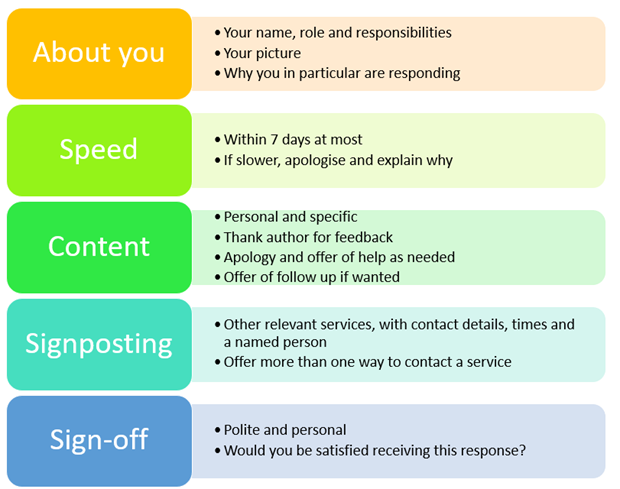 About you
• Your name, role and responsibilities
• Your picture
• Why you in particular are responding
Speed
• Within 7 days at most
• If slower, apologise and explain why
Content
• Personal and specific
• Thank author for feedback
• Apology and offer of help as needed
• Offer of follow up if wanted
Signposting
• Other relevant services, with contact details, times and
a named person
• Offer more than one way to contact a service
Sign-off
• Polite and personal
• Would you be satisfied receiving this response?